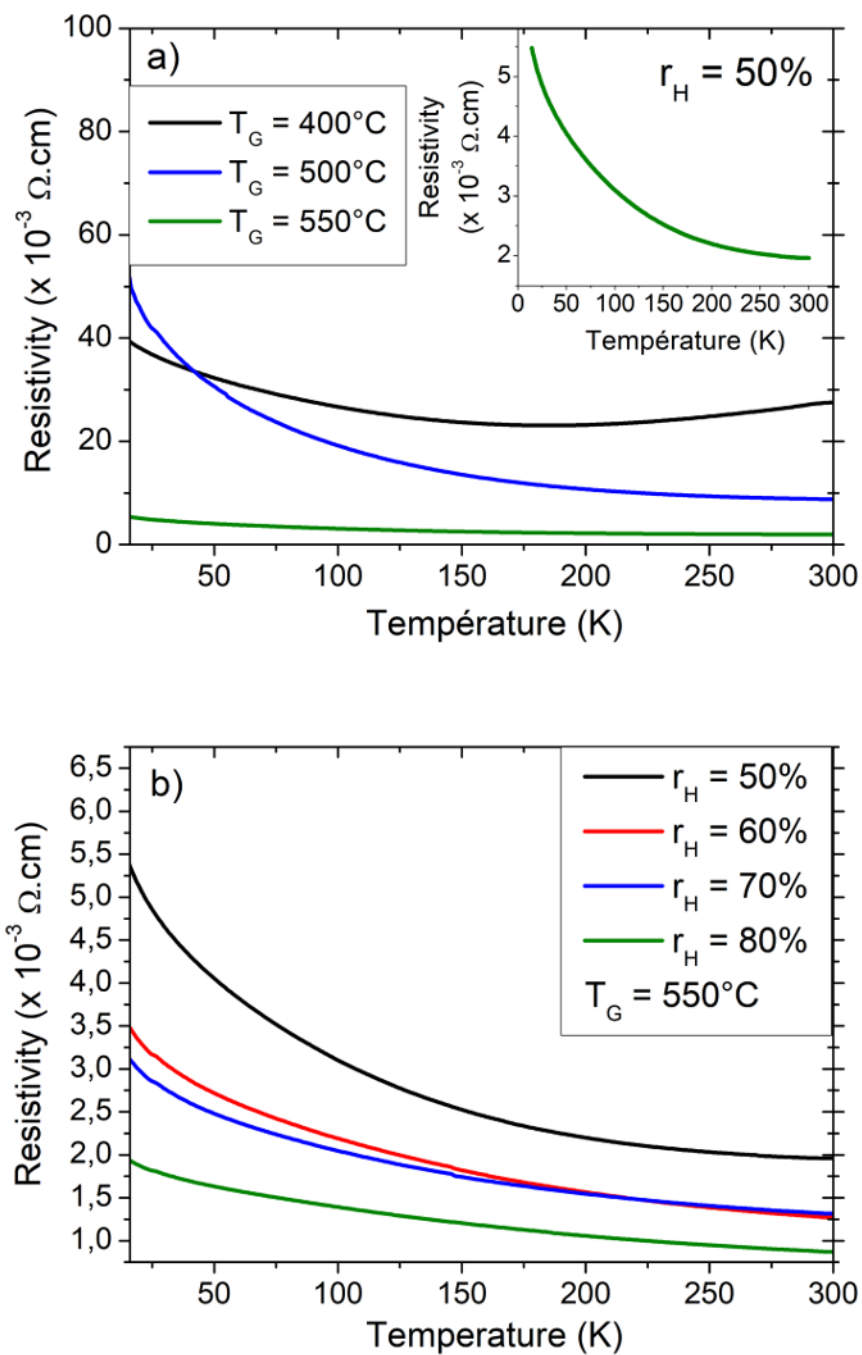 a)
T_G = 400°C
T_G = 500°C
T_G = 550°C
Resistivity (x 10⁻³ Ω.cm)
100
80
60
40
20
0
50 100 150 200 250 300
Température (K)
r_H = 50%
Resistivity
(x 10⁻³ Ω.cm)
5
4
3
2
0 50 100 150 200 250 300
Température (K)
b)
r_H = 50%
r_H = 60%
r_H = 70%
r_H = 80%
T_G = 550°C
Resistivity (x 10⁻³ Ω.cm)
6,5
6,0
5,5
5,0
4,5
4,0
3,5
3,0
2,5
2,0
1,5
1,0
50 100 150 200 250 300
Temperature (K)